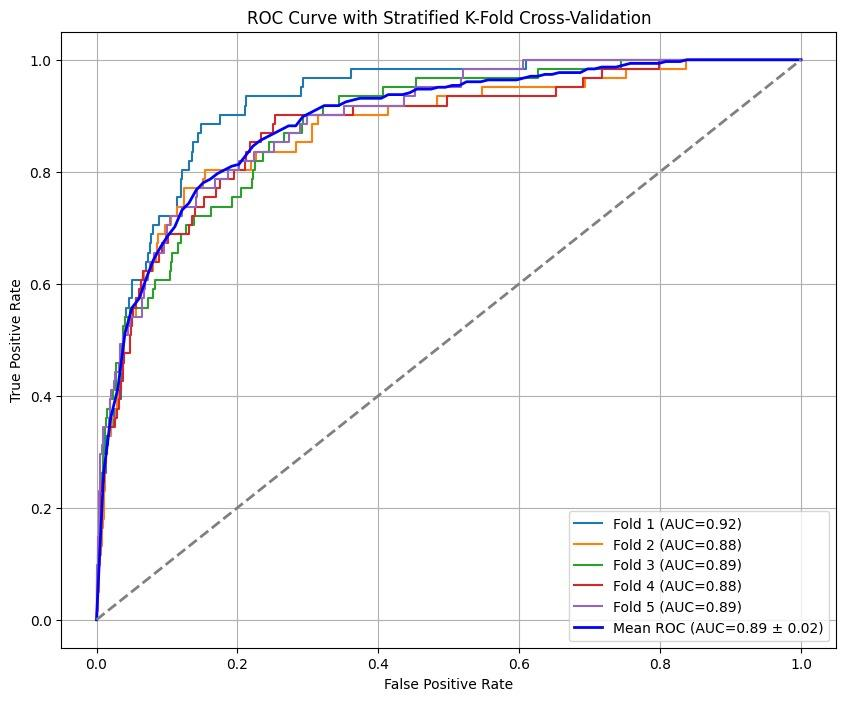 ROC Curve with Stratified K-Fold Cross-Validation
True Positive Rate
1.0
0.8
0.6
0.4
0.2
0.0
Fold 1 (AUC=0.92)
Fold 2 (AUC=0.88)
Fold 3 (AUC=0.89)
Fold 4 (AUC=0.88)
Fold 5 (AUC=0.89)
Mean ROC (AUC=0.89 ± 0.02)
0.0 0.2 0.4 0.6 0.8 1.0
False Positive Rate